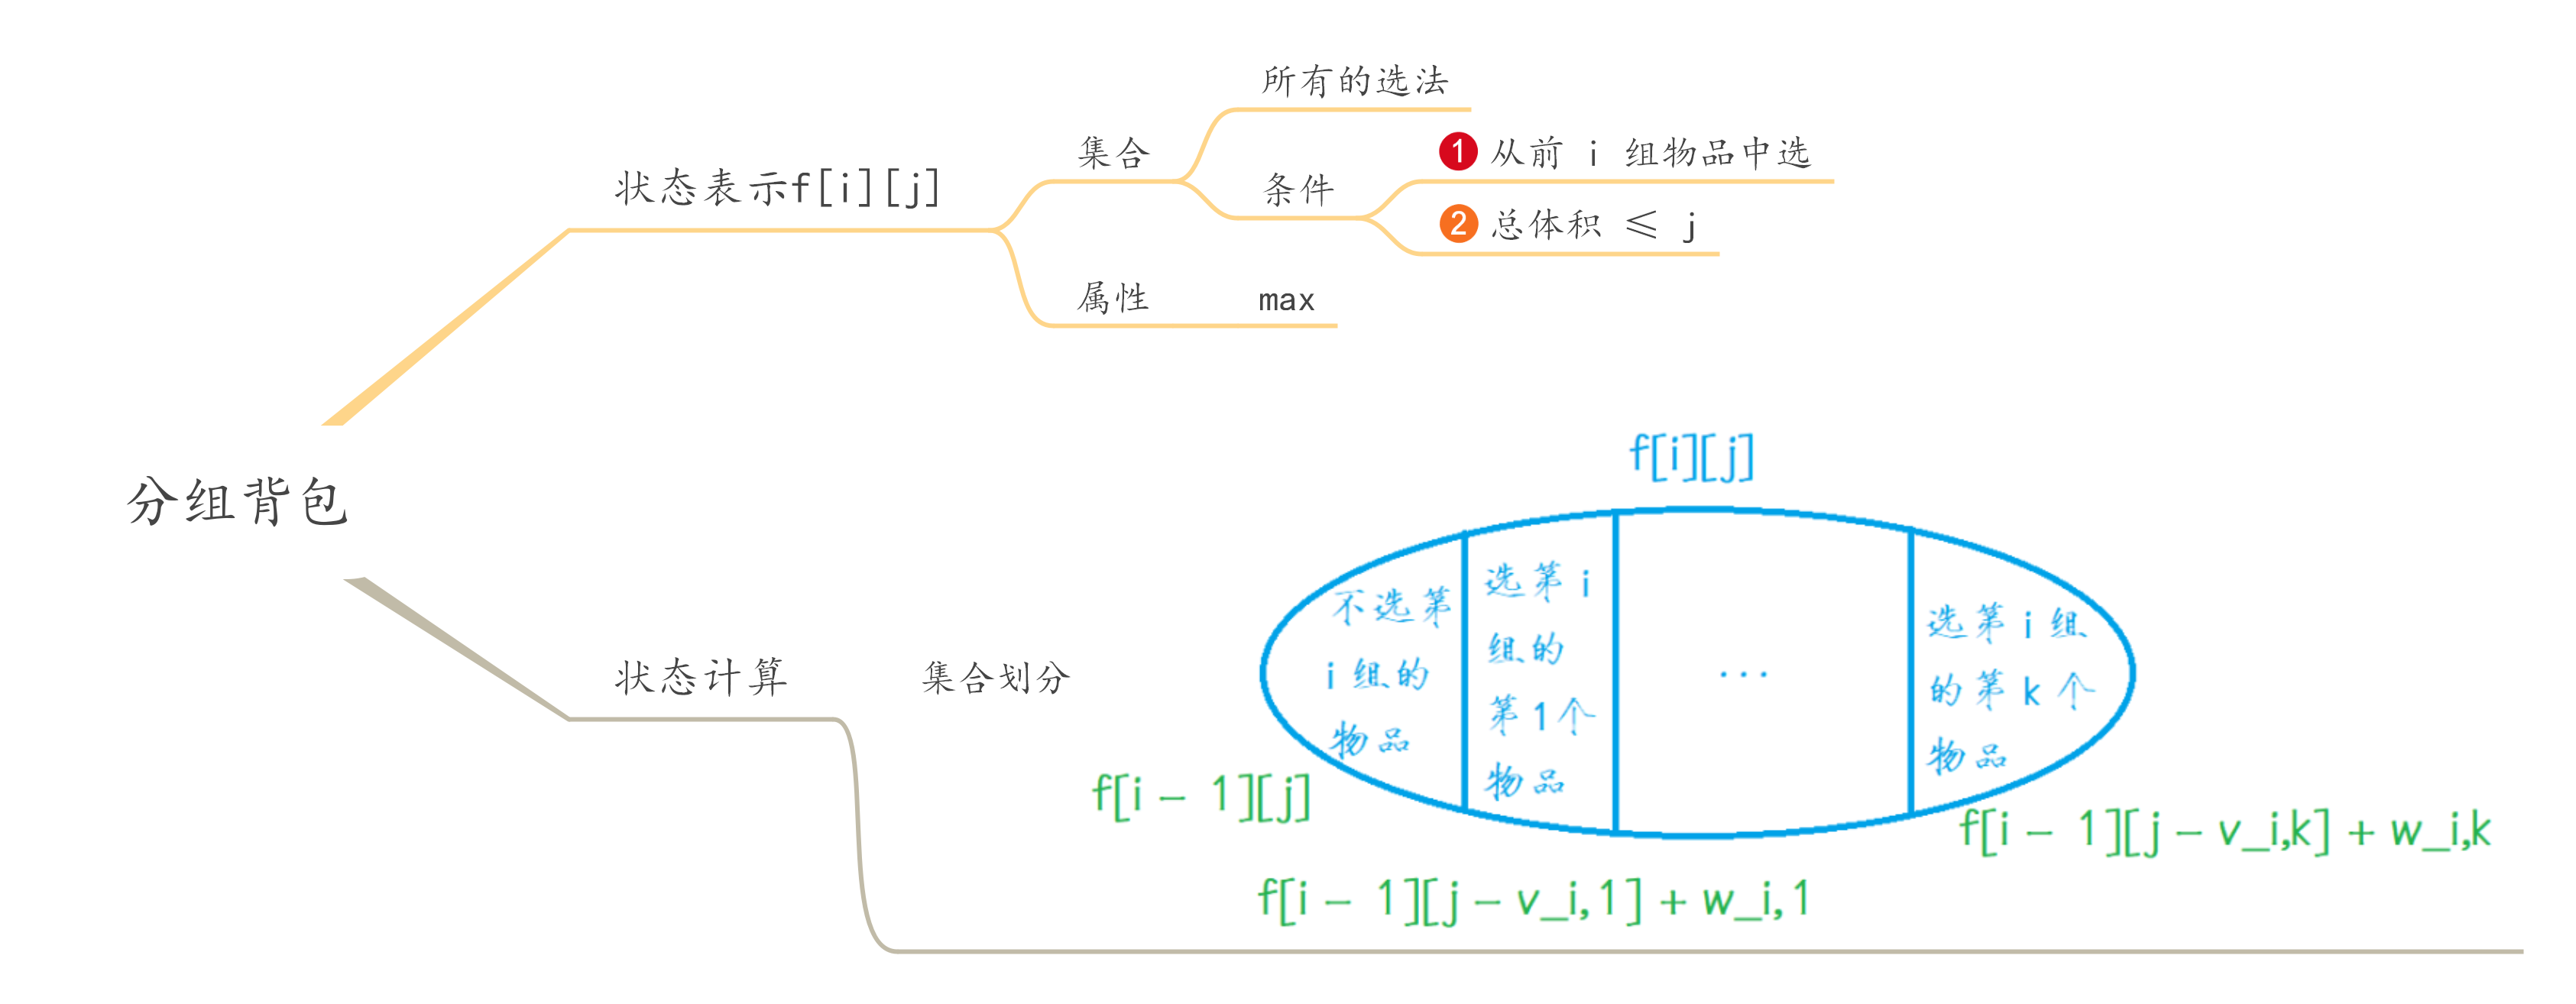 所有的选法
集合
① 从前 i 组物品中选
状态表示f[i][j]
条件
② 总体积 ≤ j
属性
max
分组背包
f[i][j]
不选第
i 组的
物品
选第 i
组的
第 1 个
物品
...
选第 i 组
的第 k 个
物品
状态计算
集合划分
f[i - 1][j]
f[i - 1][j - v_i,k] + w_i,k
f[i - 1][j - v_i,1] + w_i,1